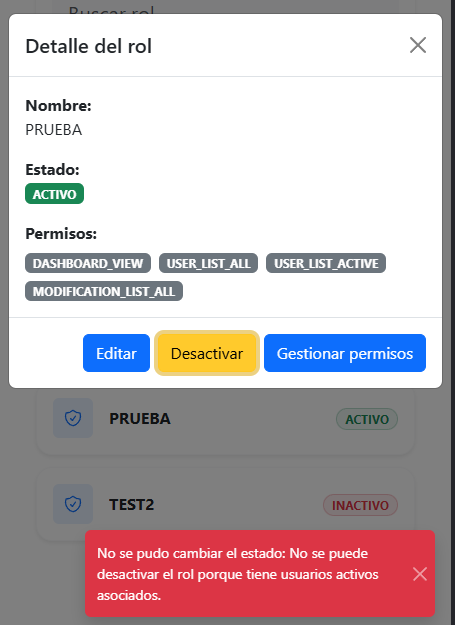 Buscar rol
Detalle del rol
Nombre:
PRUEBA
Estado:
ACTIVO
Permisos:
DASHBOARD_VIEW USER_LIST_ALL USER_LIST_ACTIVE
MODIFICATION_LIST_ALL
Editar Desactivar Gestionar permisos
PRUEBA ACTIVO
TEST2 INACTIVO
No se pudo cambiar el estado: No se puede
desactivar el rol porque tiene usuarios activos
asociados.